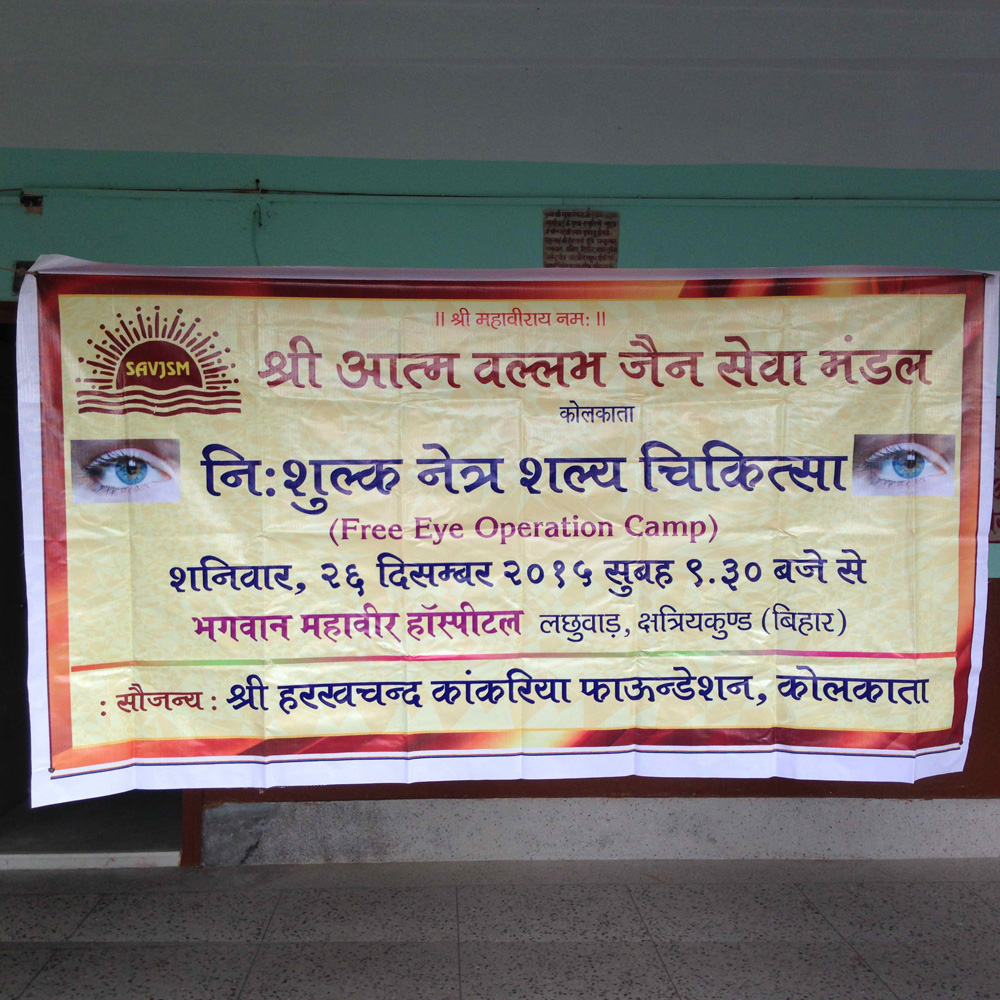 ॥ श्री महावीराय नमः ॥
SAVJSM
श्री आत्म वल्लभ जैन सेवा मंडल
कोलकाता
नि:शुल्क नेत्र शल्य चिकित्सा
(Free Eye Operation Camp)
शनिवार, २६ दिसम्बर २०१५ सुबह ९.३० बजे से
भगवान महावीर हॉस्पीटल लछुवाड़, क्षत्रियकुण्ड (बिहार)
: सौजन्य : श्री हरखचन्द कांकरिया फाऊन्डेशन, कोलकाता